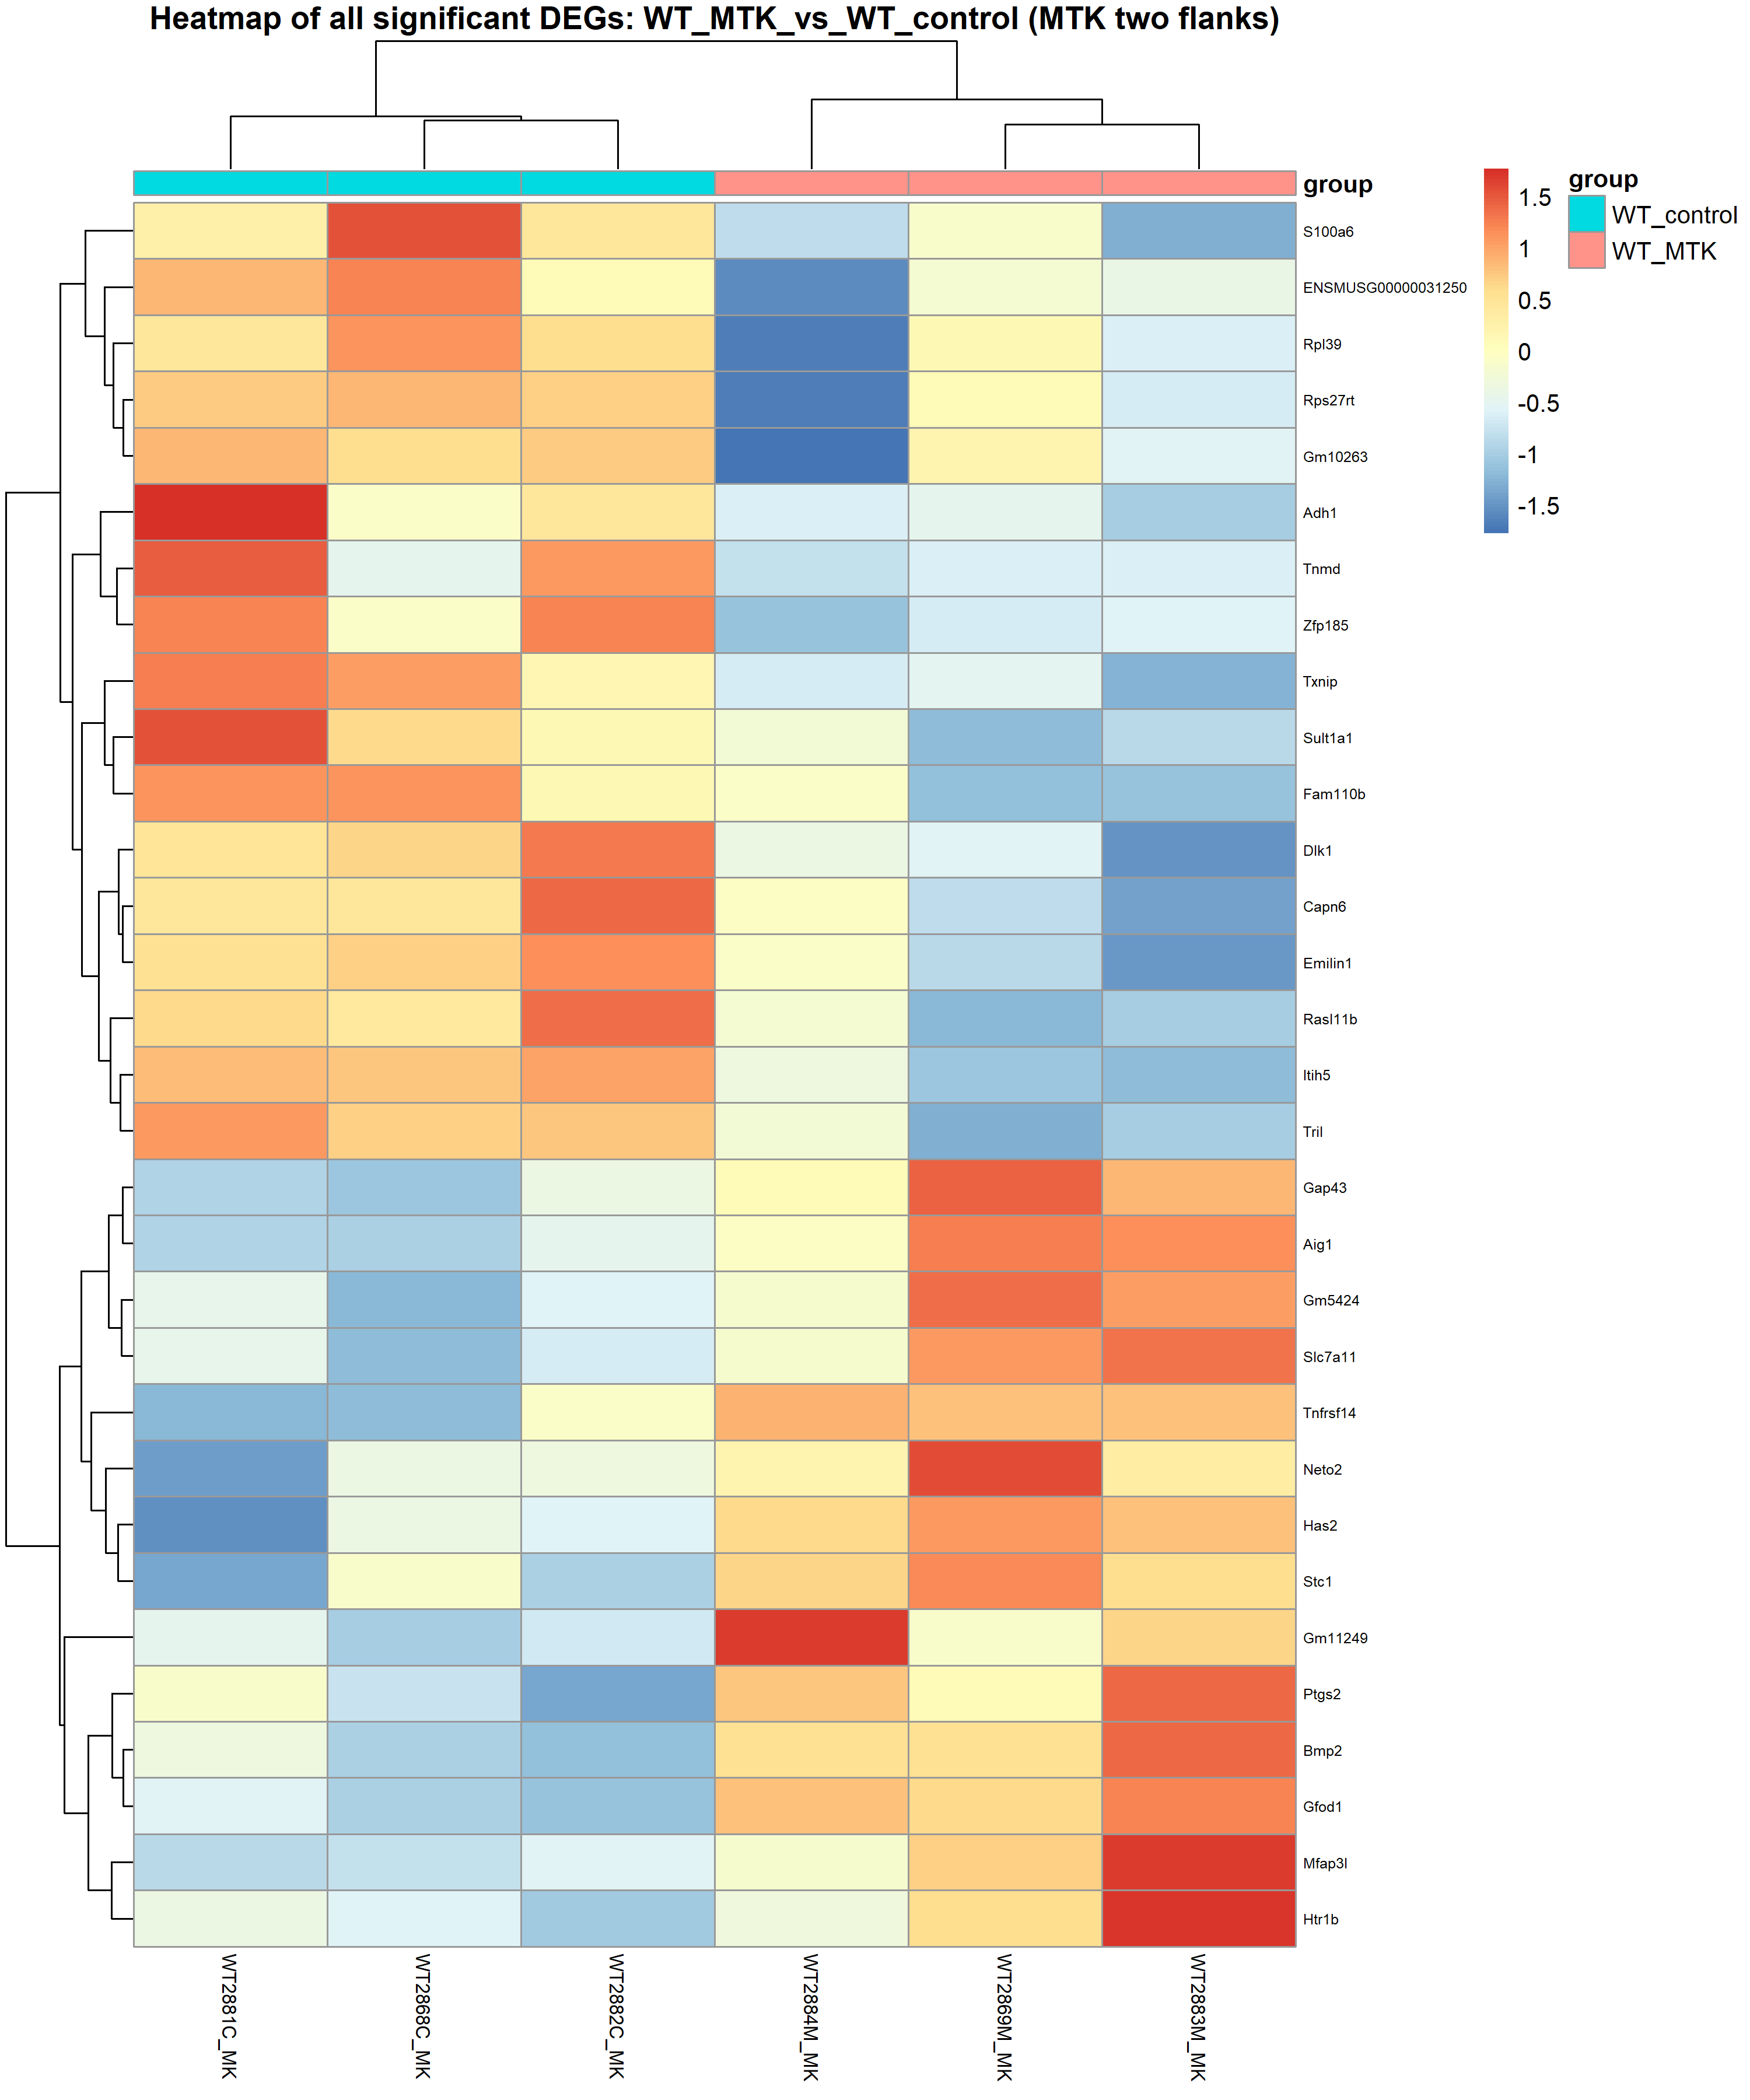 Heatmap of all significant DEGs: WT_MTK_vs_WT_control (MTK two flanks)
group
S100a6
ENSMUSG00000031250
Rpl39
Rps27rt
Gm10263
Adh1
Tnmd
Zfp185
Txnip
Sult1a1
Fam110b
Dlk1
Capn6
Emilin1
Rasl11b
Itih5
Tril
Gap43
Aig1
Gm5424
Slc7a11
Tnfrsf14
Neto2
Has2
Stc1
Gm11249
Ptgs2
Bmp2
Gfod1
Mfap3l
Htr1b
1.5
1
0.5
0
-0.5
-1
-1.5
group
WT_control
WT_MTK
WT2881C_MK
WT2868C_MK
WT2882C_MK
WT2884M_MK
WT2869M_MK
WT2883M_MK